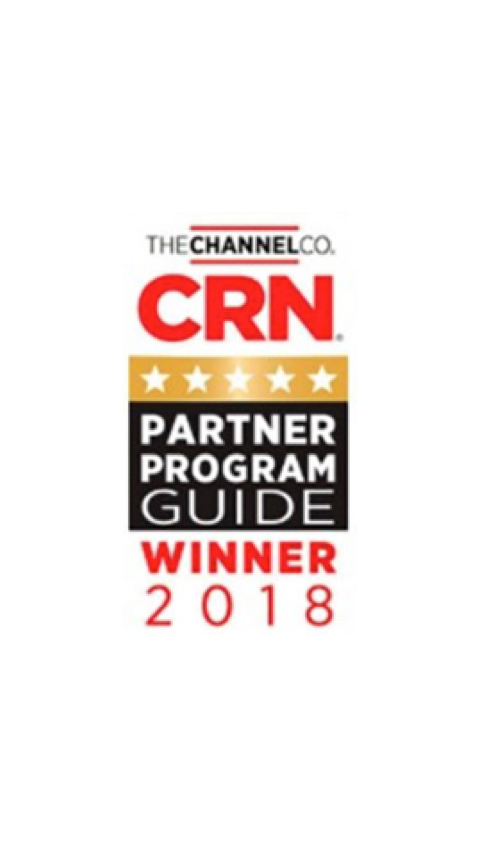 THECHANNELCO.
CRN®
PARTNER
PROGRAM
GUIDE
WINNER
2018